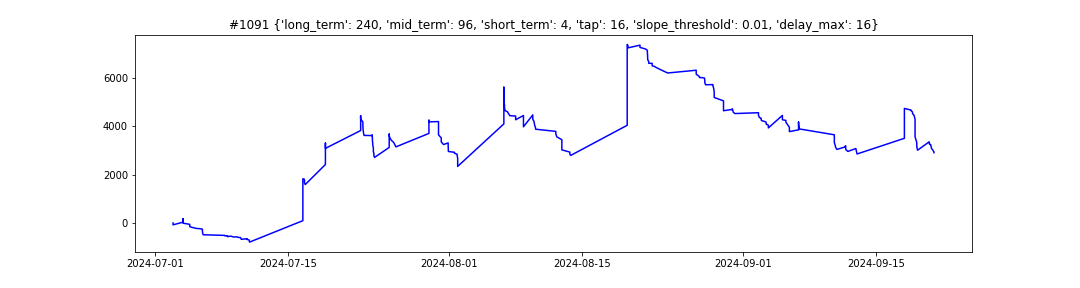 #1091 {'long_term': 240, 'mid_term': 96, 'short_term': 4, 'tap': 16, 'slope_threshold': 0.01, 'delay_max': 16}
6000
4000
2000
0
2024-07-01 2024-07-15 2024-08-01 2024-08-15 2024-09-01 2024-09-15